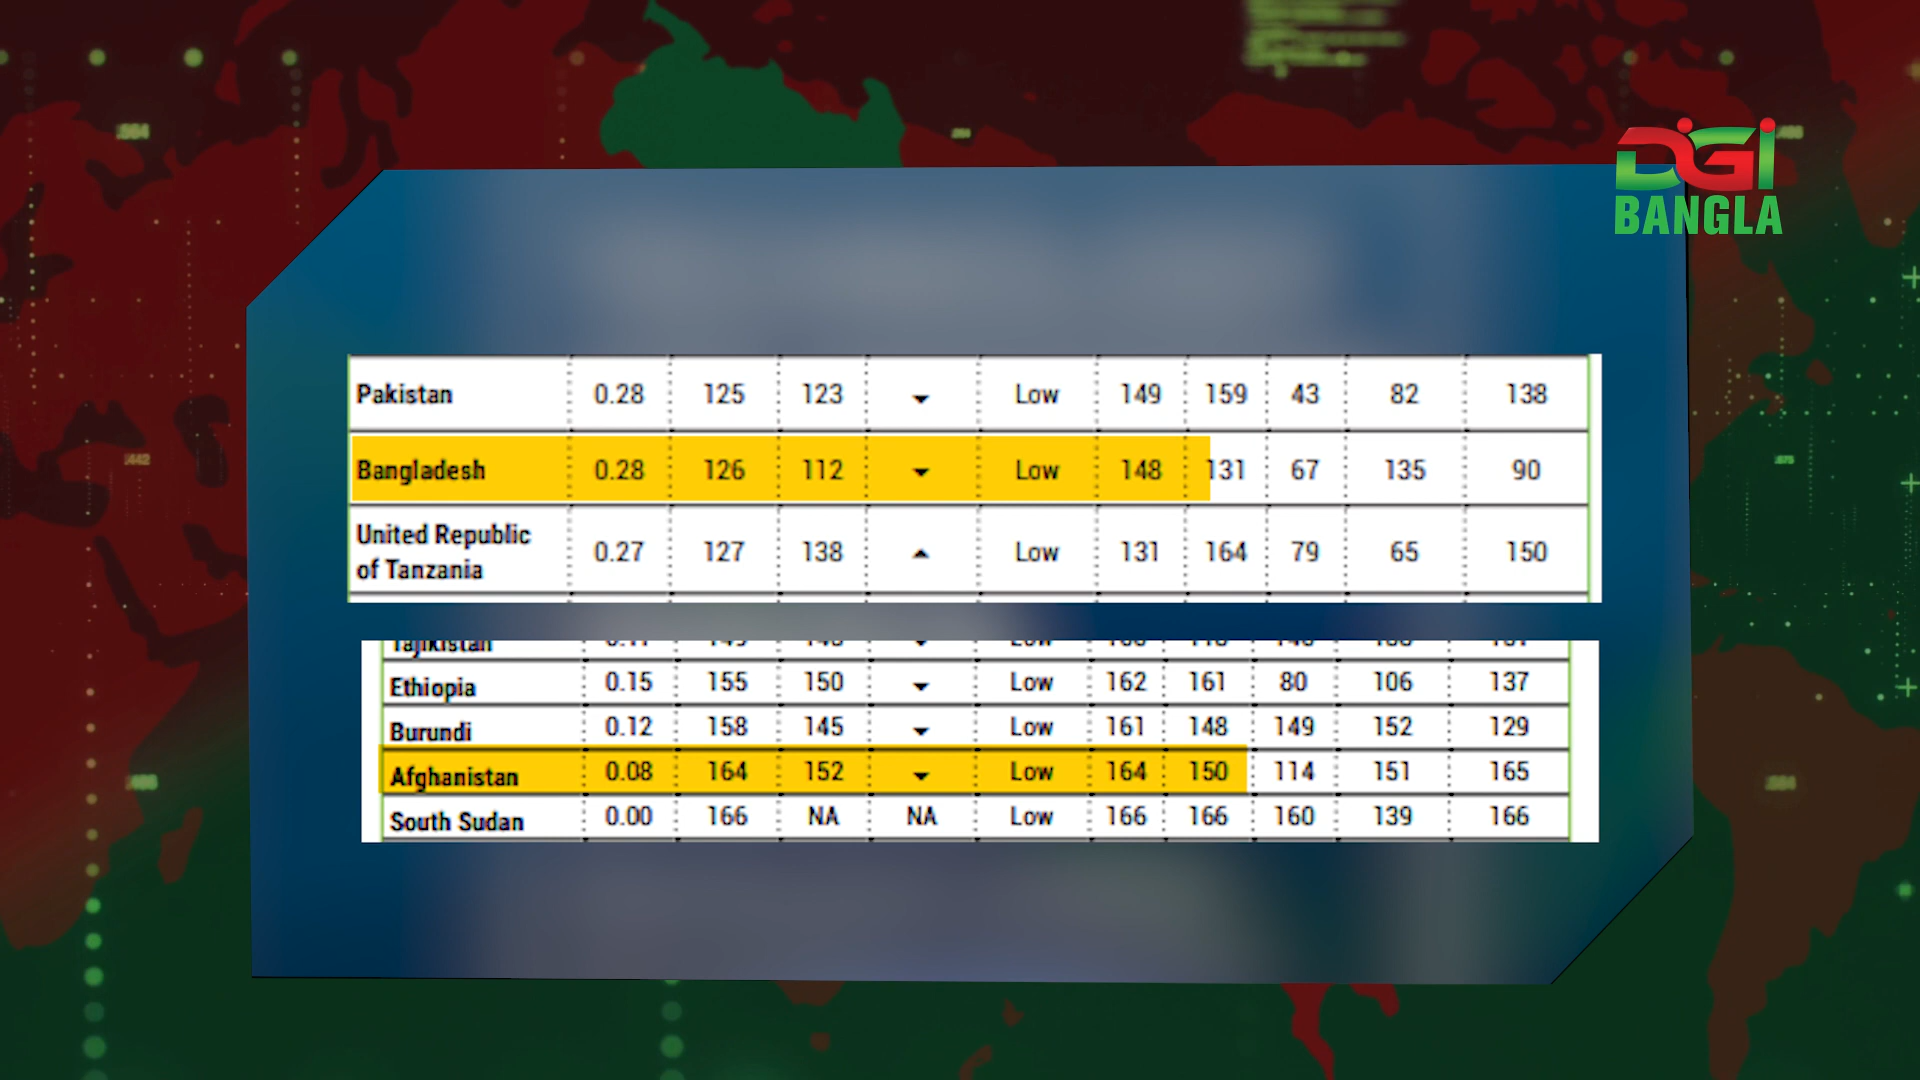 DGI
BANGLA
Pakistan 0.28 125 123 Low 149 159 43 82 138
Bangladesh 0.28 126 112 Low 148 131 67 135 90
United Republic
of Tanzania 0.27 127 138 Low 131 164 79 65 150
Tajikistan
Ethiopia 0.15 155 150 Low 162 161 80 106 137
Burundi 0.12 158 145 Low 161 148 149 152 129
Afghanistan 0.08 164 152 Low 164 150 114 151 165
South Sudan 0.00 166 NA NA Low 166 166 160 139 166